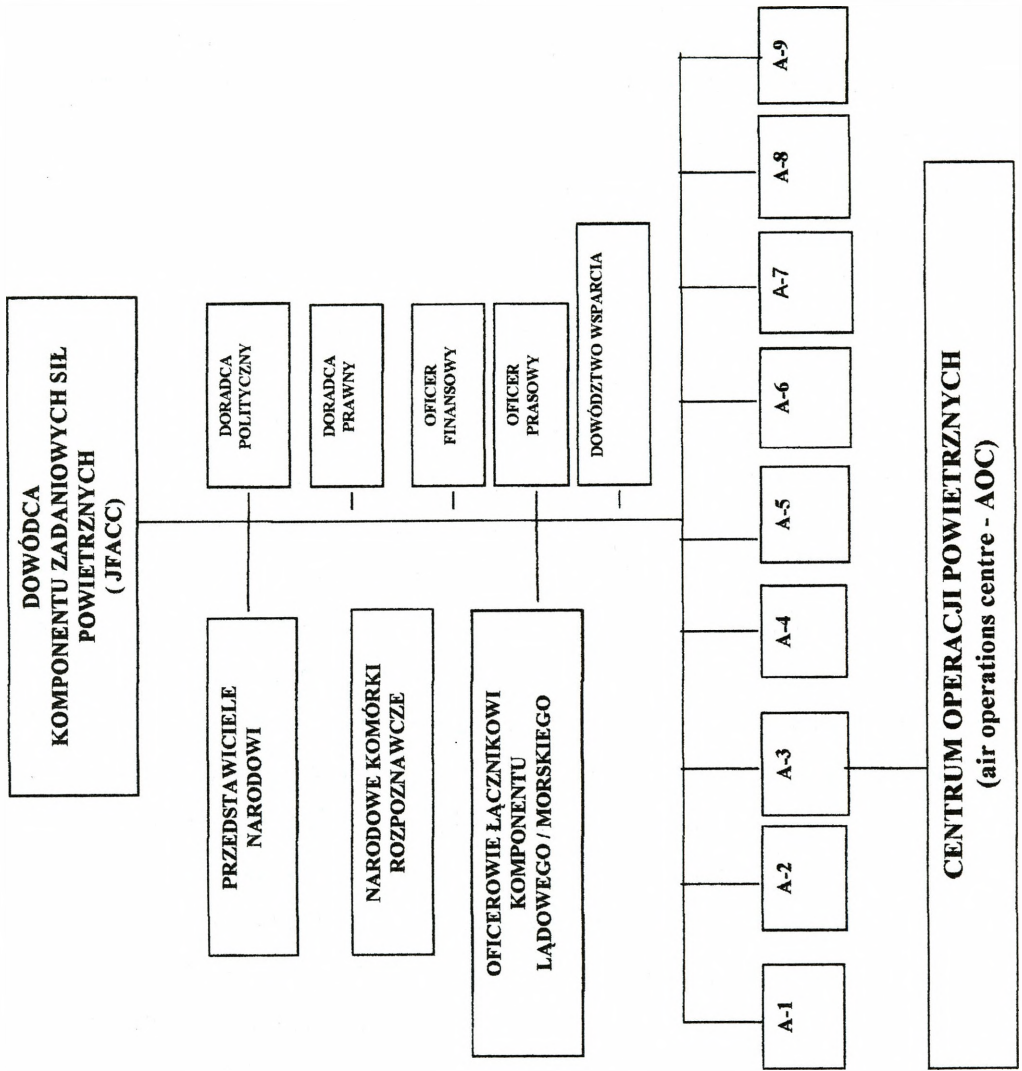 DOWÓDCA
KOMPONENTU ZADANIOWYCH SIŁ
POWIETRZNYCH
( JFACC)
PRZEDSTAWICIELE
NARODOWI
NARODOWE KOMÓRKI
ROZPOZNAWCZE
OFICEROWIE ŁĄCZNIKOWI
KOMPONENTU
LĄDOWEGO / MORSKIEGO
DORADCA
POLITYCZNY
DORADCA
PRAWNY
OFICER
FINANSOWY
OFICER
PRASOWY
DOWÓDZTWO WSPARCIA
A-1
A-2
A-3
A-4
A-5
A-6
A-7
A-8
A-9
CENTRUM OPERACJI POWIETRZNYCH
(air operations centre - AOC)